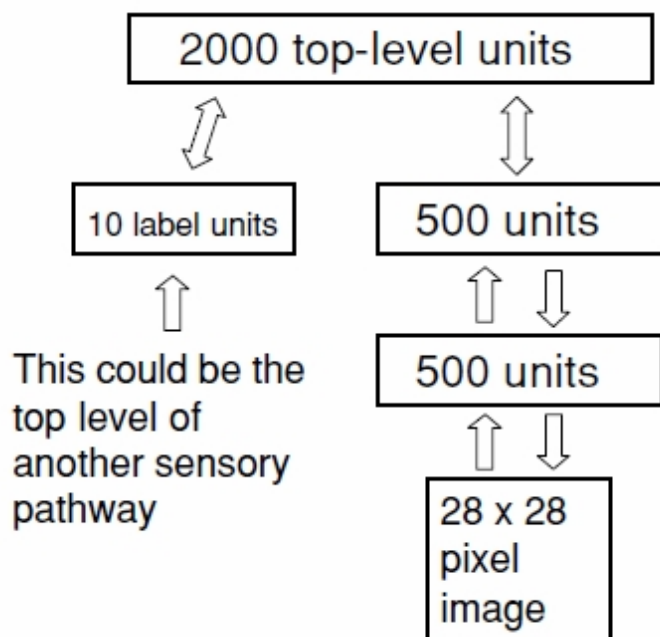 2000 top-level units
10 label units
500 units
500 units
This could be the
top level of
another sensory
pathway
28 x 28
pixel
image